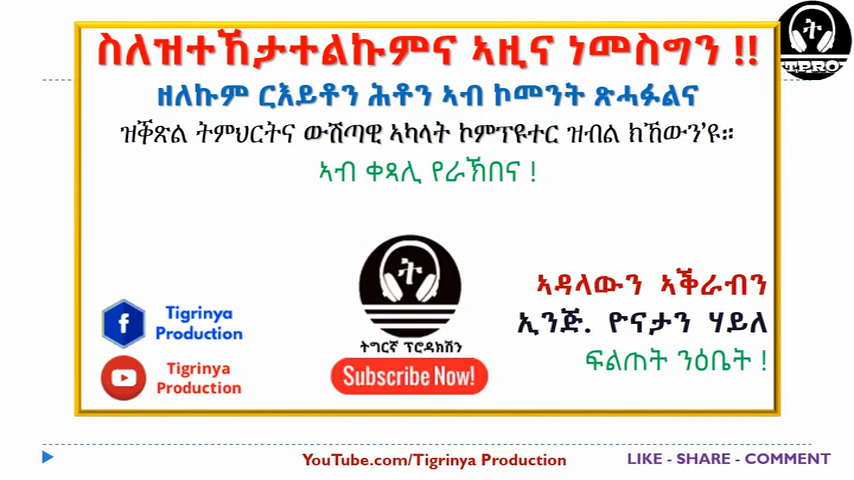 ስለዝተኸታተልኩምና ኣዚና ነመስግን !!
TPROT
ዘለኩም ርእይቶን ሕቶን ኣብ ኮመንት ጽሓፉልና
ዝቕጽል ትምህርትና ውሽጣዊ ኣካላት ኮምፒዩተር ዝብል ክኸውን'ዩ።
ኣብ ቀጻሊ የራኽበና !
ት
ኣዳላውን ኣቕራብን
ኢንጅ. ዮናታን ሃይለ
ፍልጠት ንዕቤት !
f
Tigrinya
Production
ት
ትግርኛ ፕሮዳክሽን
Tigrinya
Production
Subscribe Now!
YouTube.com/Tigrinya Production
LIKE - SHARE - COMMENT